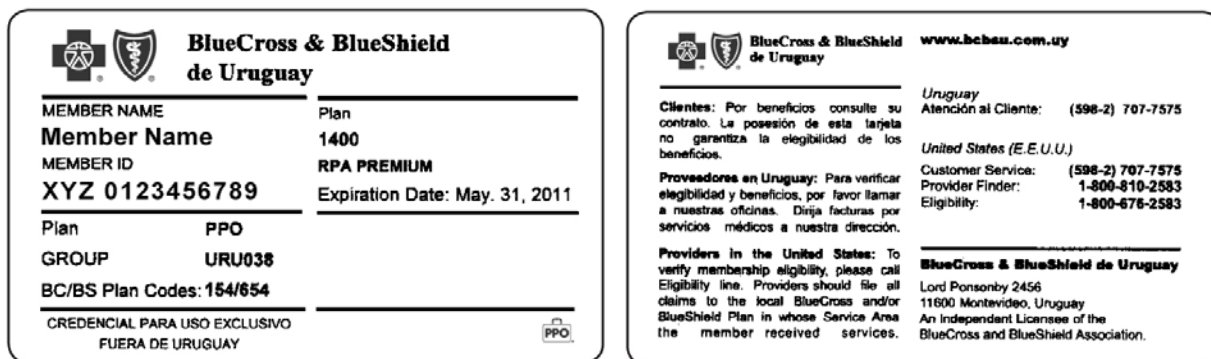 BlueCross & BlueShield
de Uruguay
MEMBER NAME
Member Name
MEMBER ID
XYZ 0123456789
Plan
1400
RPA PREMIUM
Expiration Date: May. 31, 2011
Plan PPO
GROUP URU038
BC/BS Plan Codes: 154/654
CREDENCIAL PARA USO EXCLUSIVO
FUERA DE URUGUAY
PPO
BlueCross & BlueShield
de Uruguay
Clientes: Por beneficios consulte su
contrato. La posesión de esta tarjeta
no garantiza la elegibilidad de los
beneficios.
Proveedores en Uruguay: Para verificar
elegibilidad y beneficios, por favor llamar
a nuestras oficinas. Dirija facturas por
servicios médicos a nuestra dirección.
Providers in the United States: To
verify membership eligibility, please call
Eligibility line. Providers should file all
claims to the local BlueCross and/or
BlueShield Plan in whose Service Area
the member received services.
www.bcbsu.com.uy
Uruguay
Atención al Cliente: (598-2) 707-7575
United States (E.E.U.U.)
Customer Service: (598-2) 707-7575
Provider Finder: 1-800-810-2583
Eligibility: 1-800-676-2583
BlueCross & BlueShield de Uruguay
Lord Ponsonby 2456
11600 Montevideo, Uruguay
An Independent Licensee of the
BlueCross and BlueShield Association.